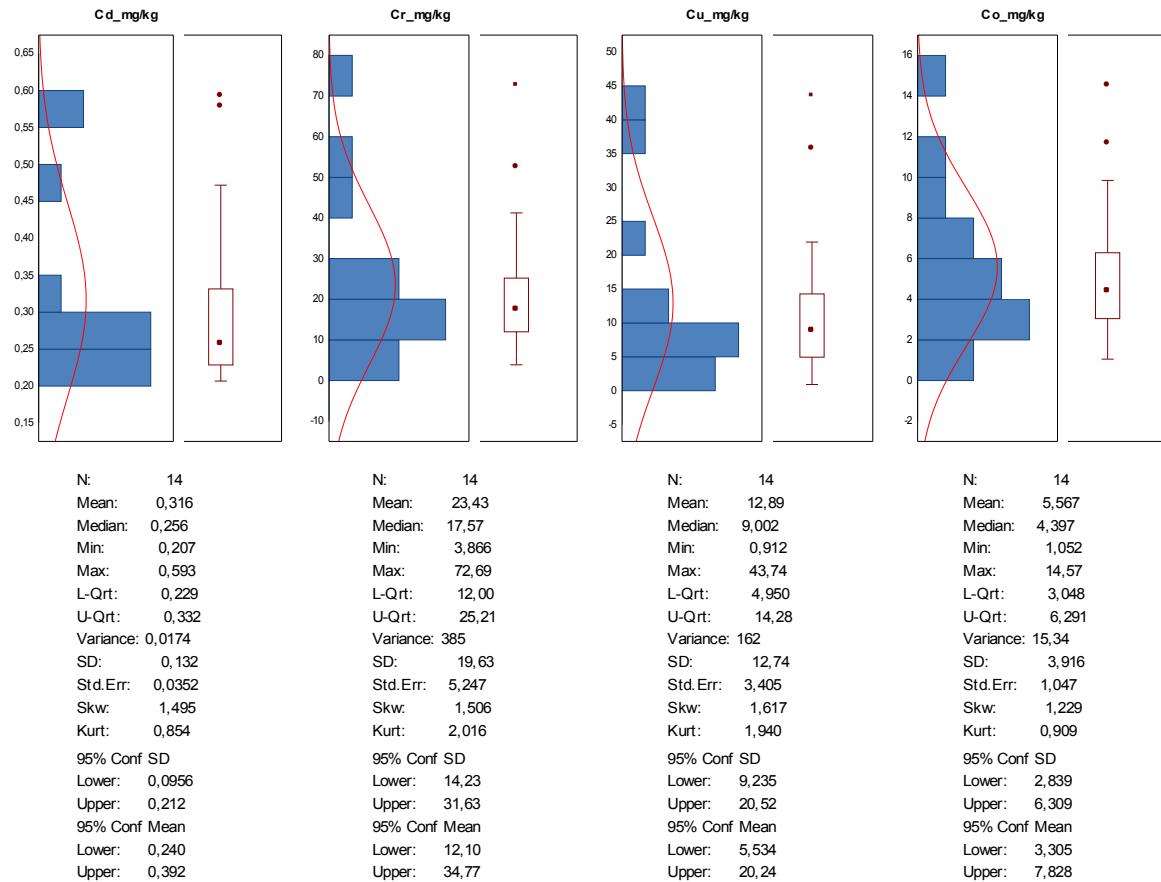 Cd_mg/kg
0,65
0,60
0,55
0,50
0,45
0,40
0,35
0,30
0,25
0,20
0,15
N: 14
Mean: 0,316
Median: 0,256
Min: 0,207
Max: 0,593
L-Qrt: 0,229
U-Qrt: 0,332
Variance: 0,0174
SD: 0,132
Std.Err: 0,0352
Skw: 1,495
Kurt: 0,854
95% Conf SD
Lower: 0,0956
Upper: 0,212
95% Conf Mean
Lower: 0,240
Upper: 0,392
Cr_mg/kg
80
70
60
50
40
30
20
10
0
-10
N: 14
Mean: 23,43
Median: 17,57
Min: 3,866
Max: 72,69
L-Qrt: 12,00
U-Qrt: 25,21
Variance: 385
SD: 19,63
Std.Err: 5,247
Skw: 1,506
Kurt: 2,016
95% Conf SD
Lower: 14,23
Upper: 31,63
95% Conf Mean
Lower: 12,10
Upper: 34,77
Cu_mg/kg
50
45
40
35
30
25
20
15
10
5
0
-5
N: 14
Mean: 12,89
Median: 9,002
Min: 0,912
Max: 43,74
L-Qrt: 4,950
U-Qrt: 14,28
Variance: 162
SD: 12,74
Std.Err: 3,405
Skw: 1,617
Kurt: 1,940
95% Conf SD
Lower: 9,235
Upper: 20,52
95% Conf Mean
Lower: 5,534
Upper: 20,24
Co_mg/kg
16
14
12
10
8
6
4
2
0
-2
N: 14
Mean: 5,567
Median: 4,397
Min: 1,052
Max: 14,57
L-Qrt: 3,048
U-Qrt: 6,291
Variance: 15,34
SD: 3,916
Std.Err: 1,047
Skw: 1,229
Kurt: 0,909
95% Conf SD
Lower: 2,839
Upper: 6,309
95% Conf Mean
Lower: 3,305
Upper: 7,828